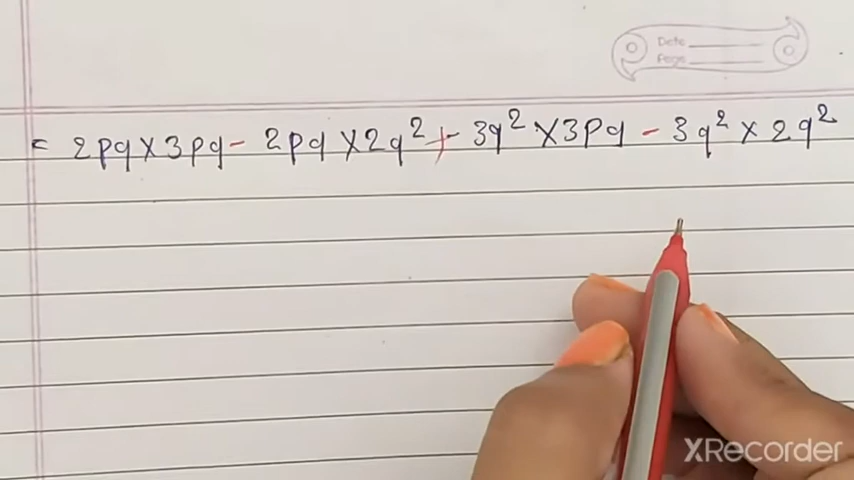 Date
Page
= 2pq × 3pq - 2pq × 2q² + 3q² × 3pq - 3q² × 2q²
XRecorder